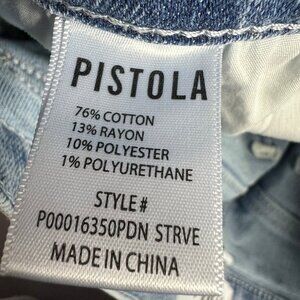 PISTOLA
76% COTTON
13% RAYON
10% POLYESTER
1% POLYURETHANE
STYLE#
P00016350PDN STRVE
MADE IN CHINA